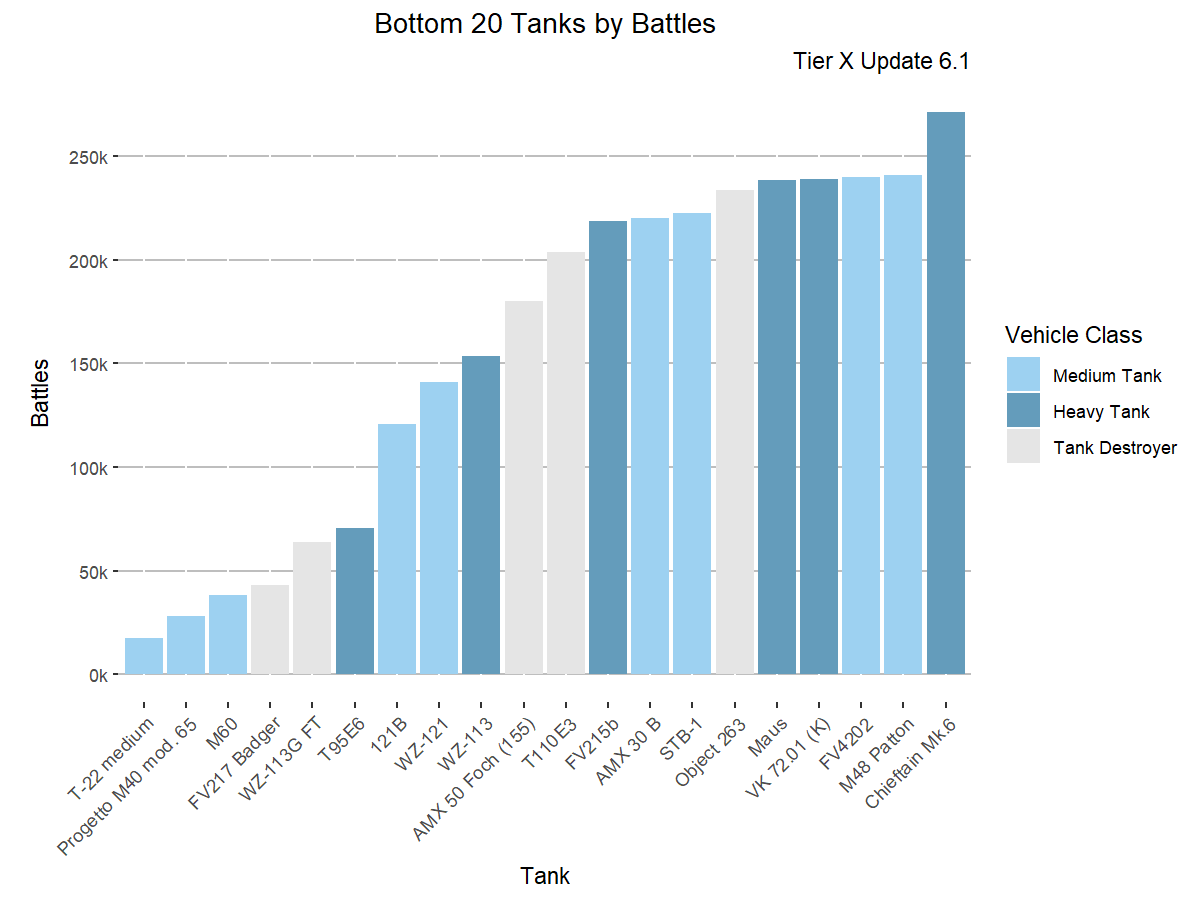 Bottom 20 Tanks by Battles
Tier X Update 6.1
Battles
250k
200k
150k
100k
50k
0k
T-22 medium
Progetto M40 mod. 65
M60
FV217 Badger
WZ-113G FT
T95E6
121B
WZ-121
WZ-113
AMX 50 Foch (155)
T110E3
FV215b
AMX 30 B
STB-1
Object 263
Maus
VK 72.01 (K)
FV4202
M48 Patton
Chieftain Mk.6
Tank
Vehicle Class
Medium Tank
Heavy Tank
Tank Destroyer